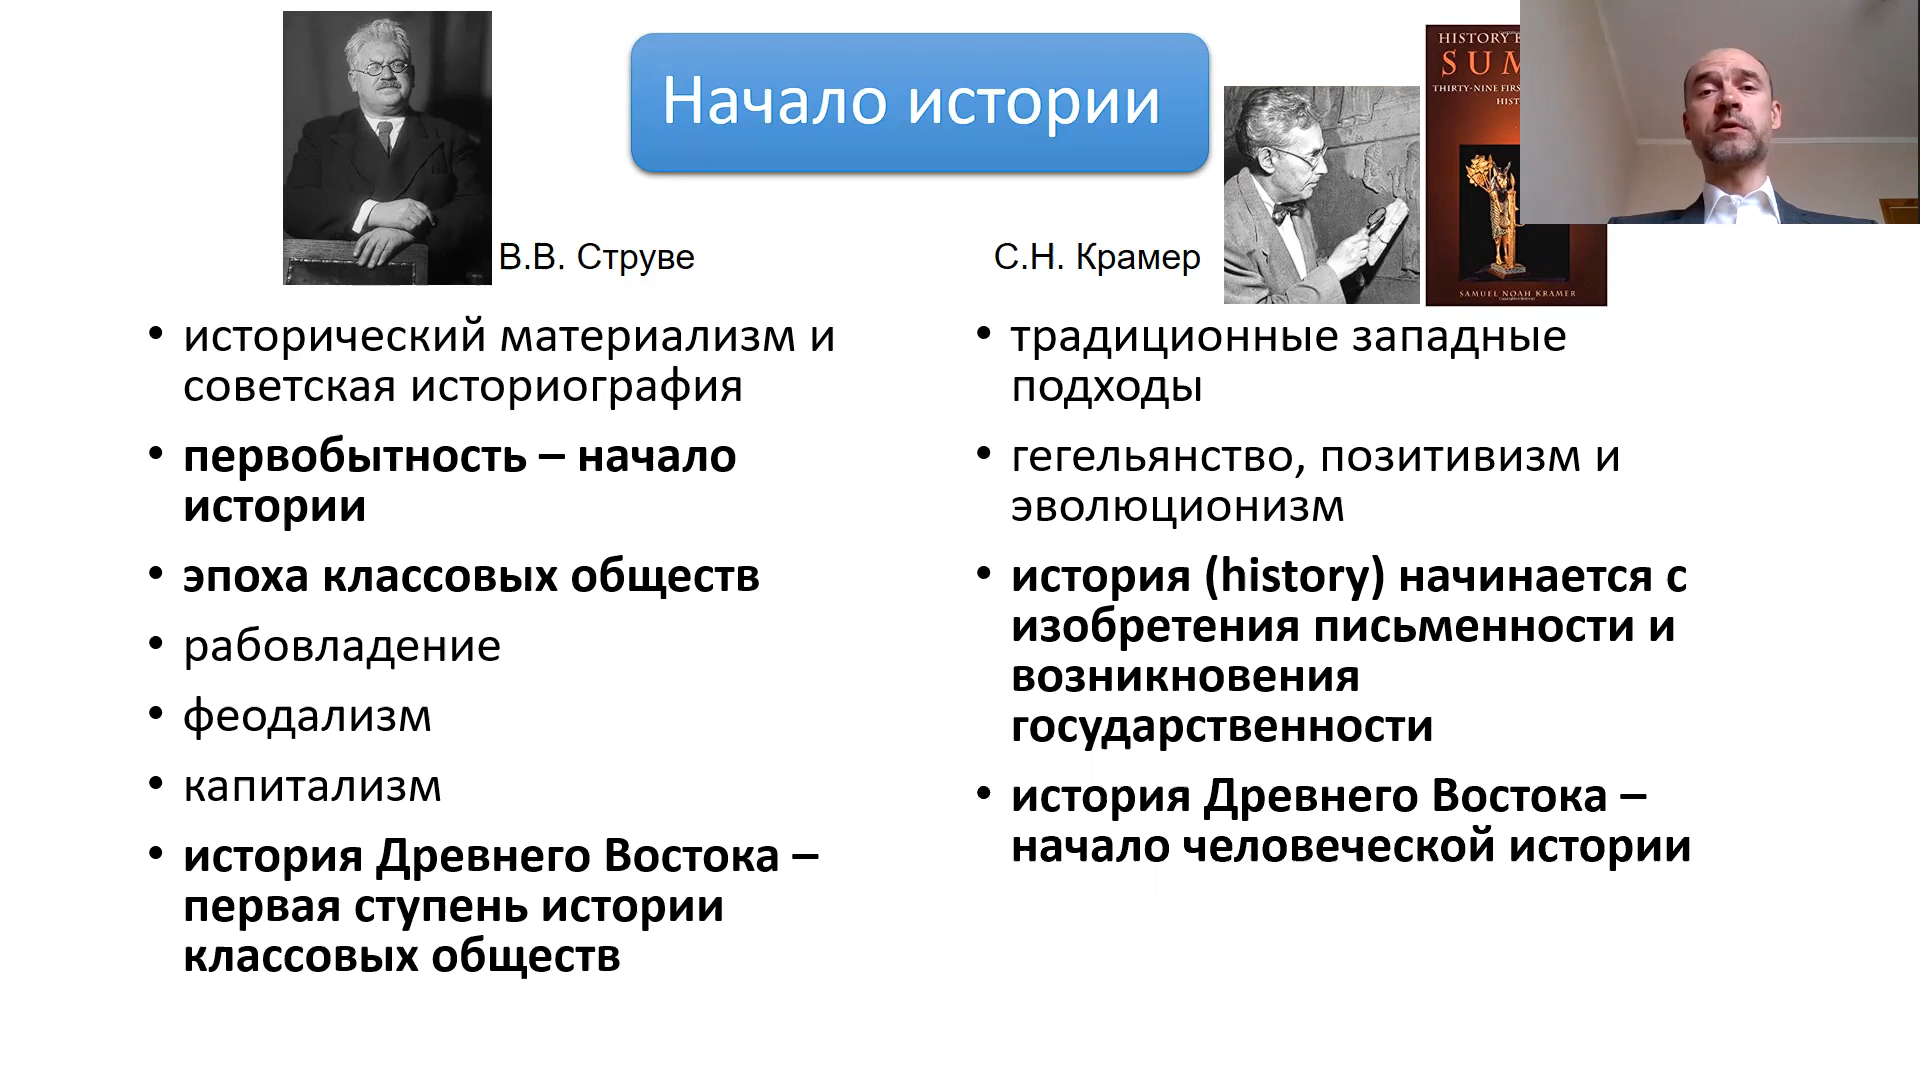 Начало истории
В.В. Струве
исторический материализм и
советская историография
первобытность – начало
истории
эпоха классовых обществ
рабовладение
феодализм
капитализм
история Древнего Востока –
первая ступень истории
классовых обществ
С.Н. Крамер
HISTORY
SUM
THIRTY-NINE FIRS
HIST
SAMUEL NOAH KRAMER
традиционные западные
подходы
гегельянство, позитивизм и
эволюционизм
история (history) начинается с
изобретения письменности и
возникновения
государственности
история Древнего Востока –
начало человеческой истории